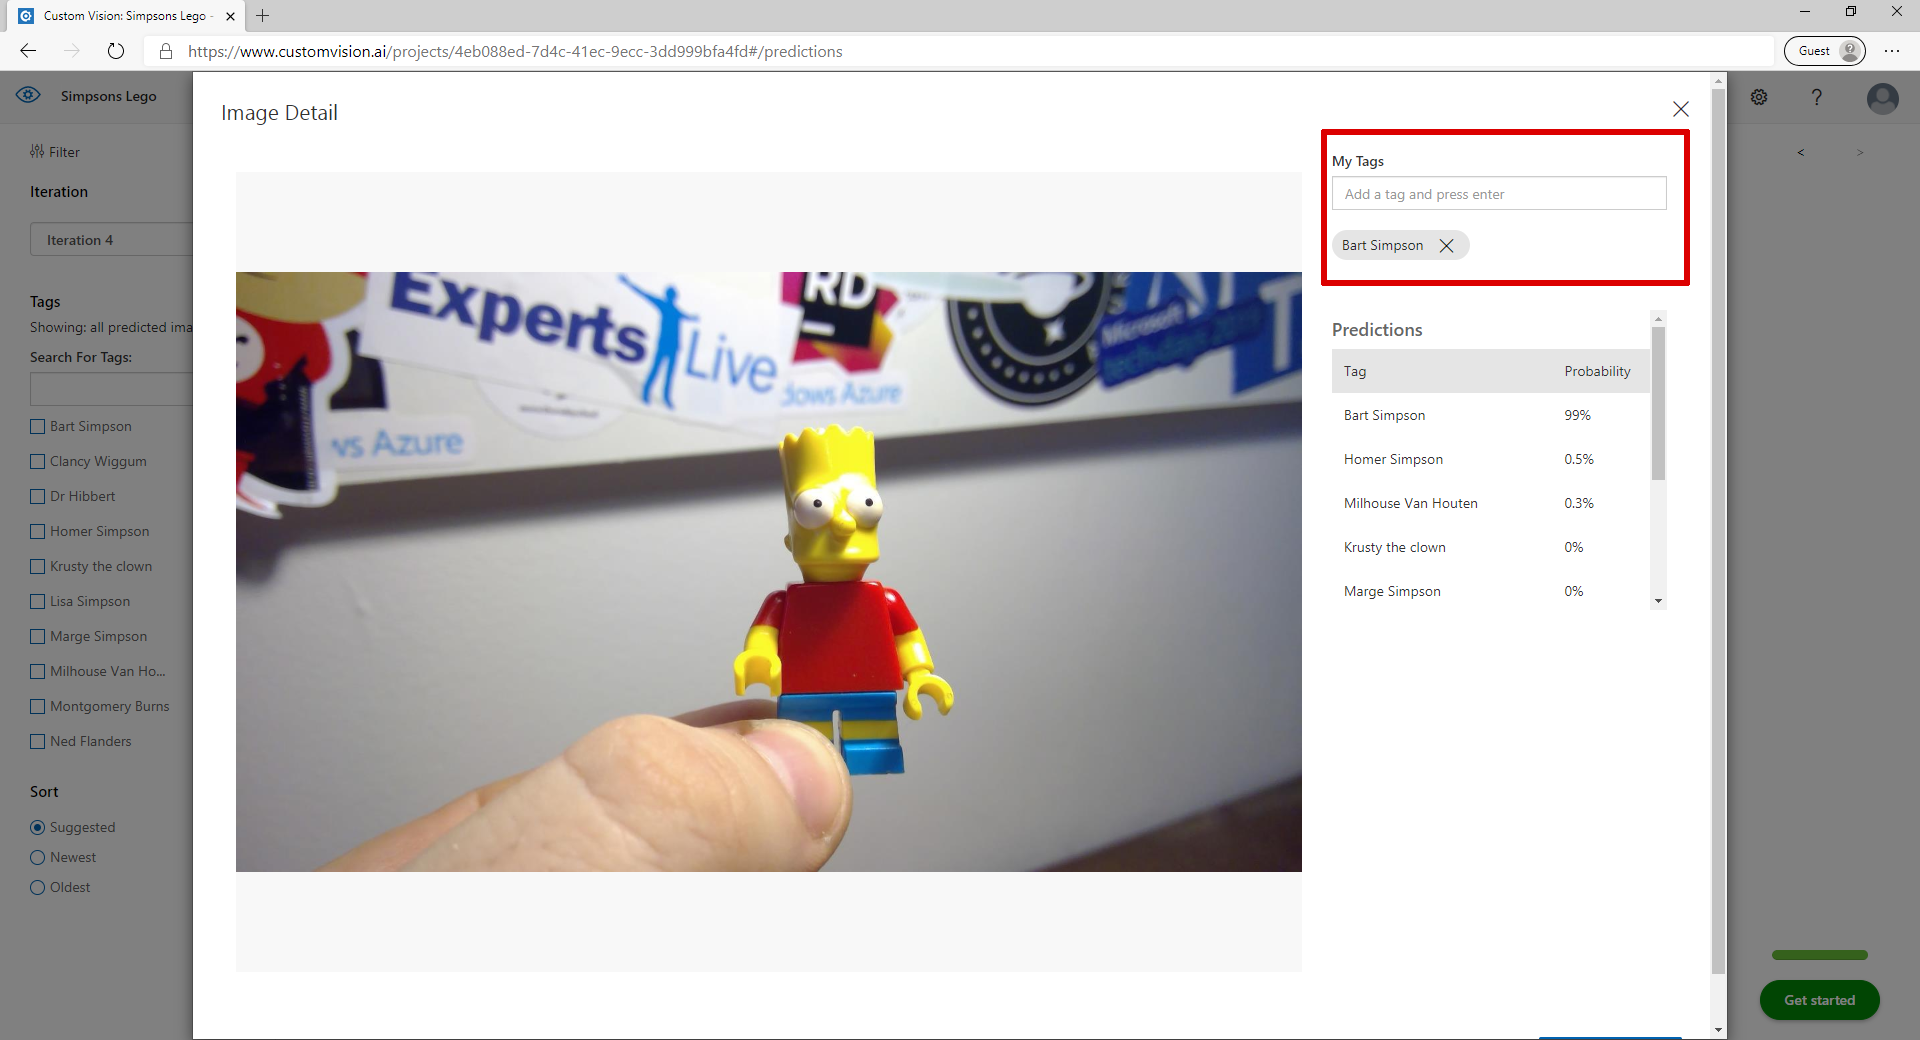 Custom Vision: Simpsons Lego -
https://www.customvision.ai/projects/4eb088ed-7d4c-41ec-9ecc-3dd999bfa4fd#/predictions
Guest
Simpsons Lego
?
Filter
< >
Iteration
Iteration 4
Tags
Showing: all predicted ima
Search For Tags:
Bart Simpson
Clancy Wiggum
Dr Hibbert
Homer Simpson
Krusty the clown
Lisa Simpson
Marge Simpson
Milhouse Van Ho...
Montgomery Burns
Ned Flanders
Sort
Suggested
Newest
Oldest
Image Detail
Experts
Live
RD
dows Azure
ws Azure
Microsoft
My Tags
Add a tag and press enter
Bart Simpson
Predictions
Tag Probability
Bart Simpson 99%
Homer Simpson 0.5%
Milhouse Van Houten 0.3%
Krusty the clown 0%
Marge Simpson 0%
Get started